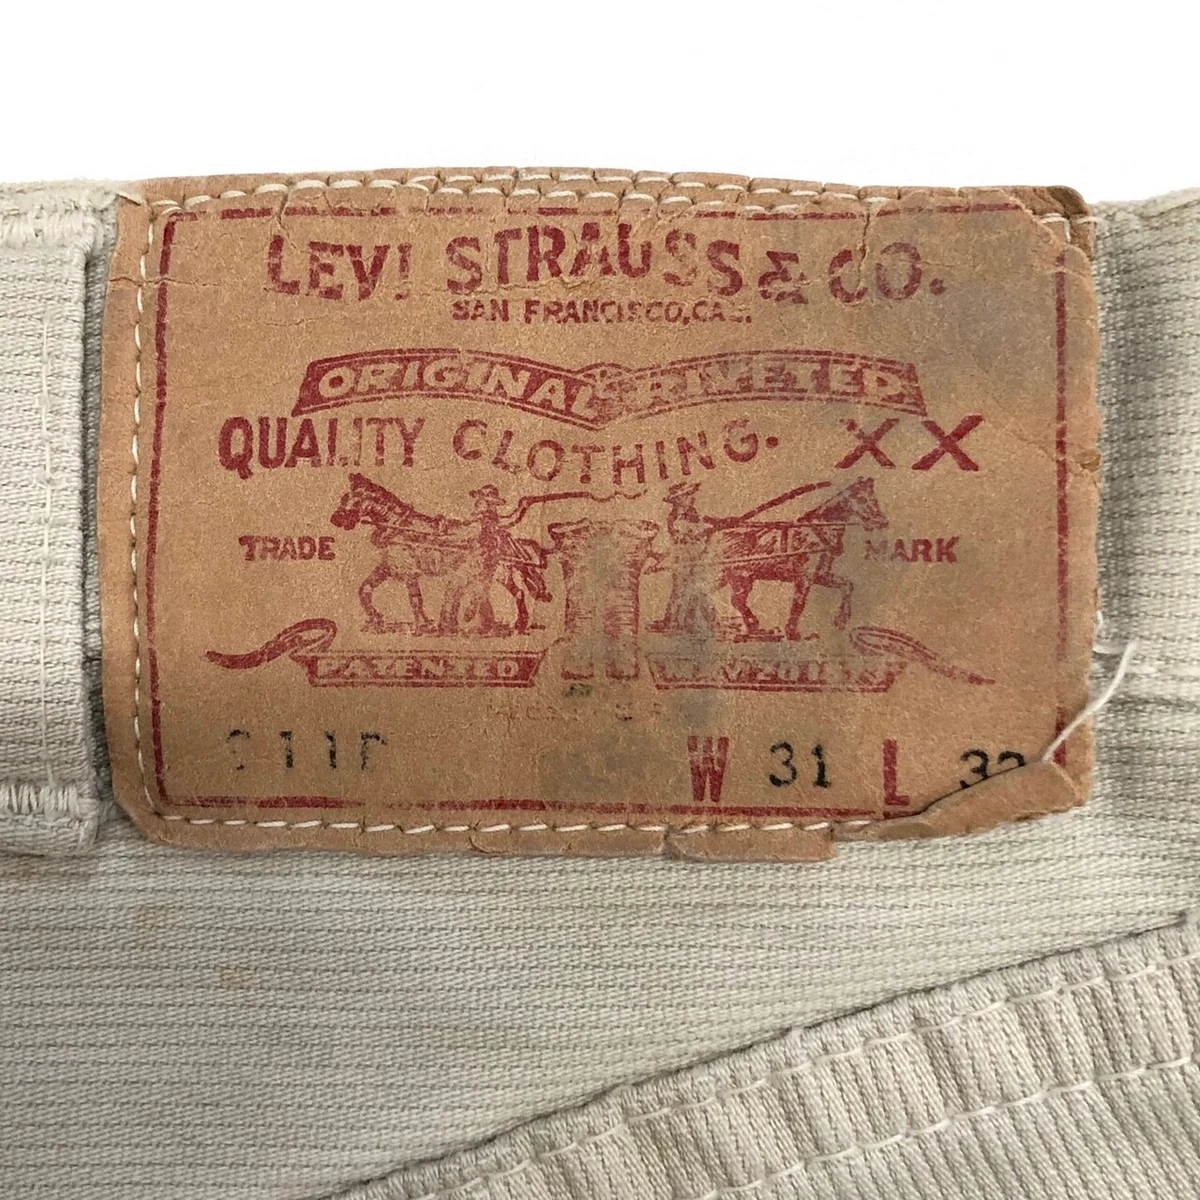 LEVI STRAUSS & CO.
SAN FRANCISCO, CAL.
ORIGINAL RIVETED
QUALITY CLOTHING. XX
TRADE MARK
PATENTED
W 31 L